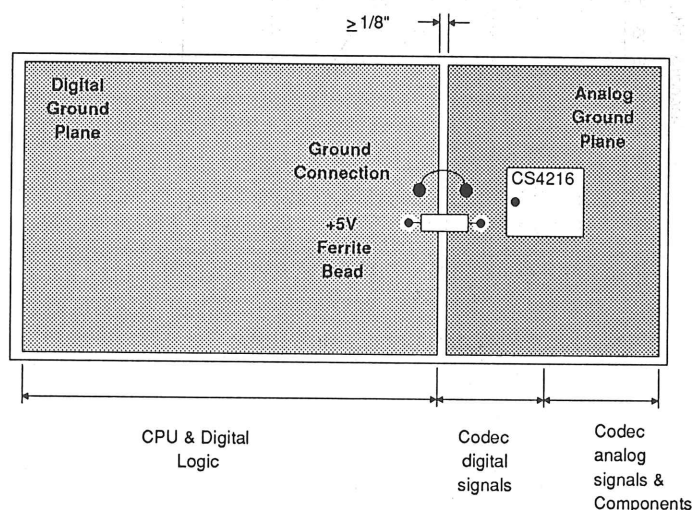 ≥ 1/8"
Digital
Ground
Plane
Analog
Ground
Plane
Ground
Connection
CS4216
+5V
Ferrite
Bead
CPU & Digital
Logic
Codec
digital
signals
Codec
analog
signals &
Components